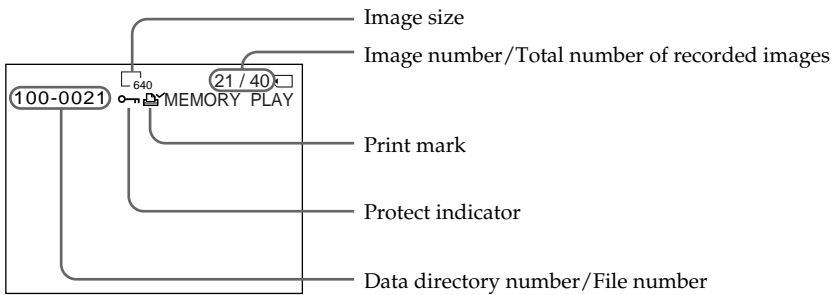 Image size
Image number/Total number of recorded images
640
21 / 40
100-0021
MEMORY PLAY
Print mark
Protect indicator
Data directory number/File number